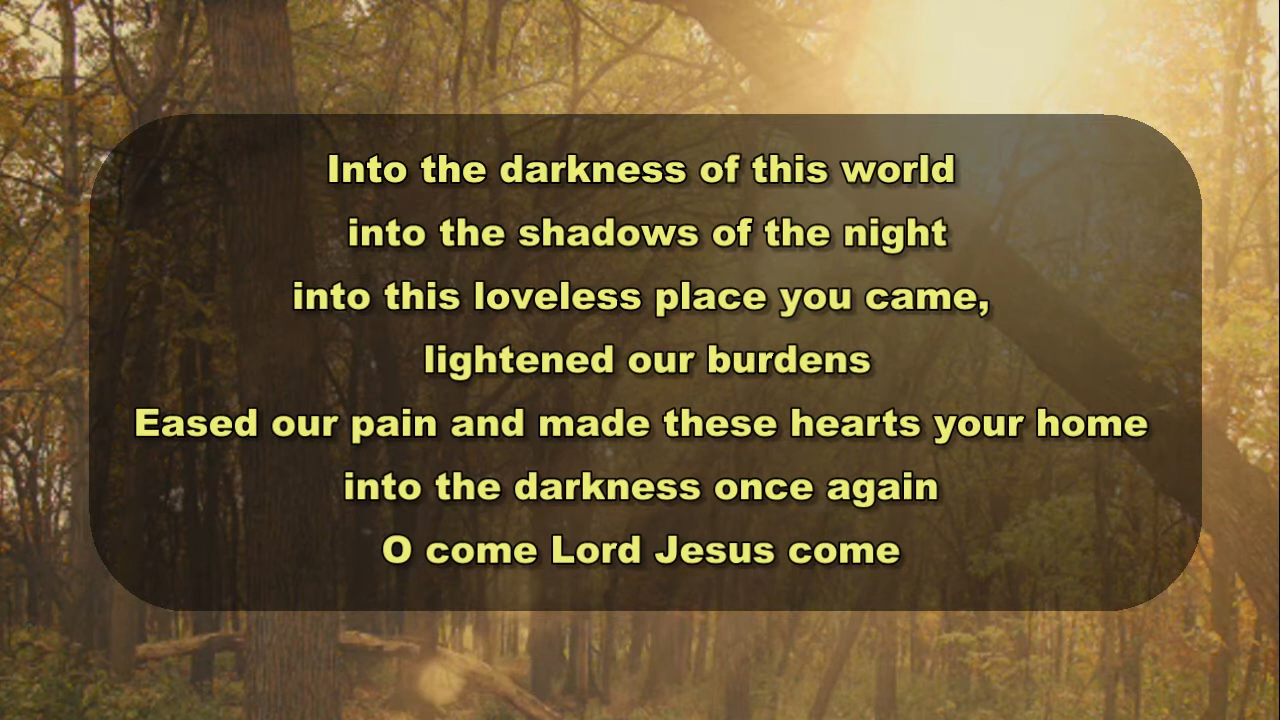 Into the darkness of this world
into the shadows of the night
into this loveless place you came,
lightened our burdens
Eased our pain and made these hearts your home
into the darkness once again
O come Lord Jesus come